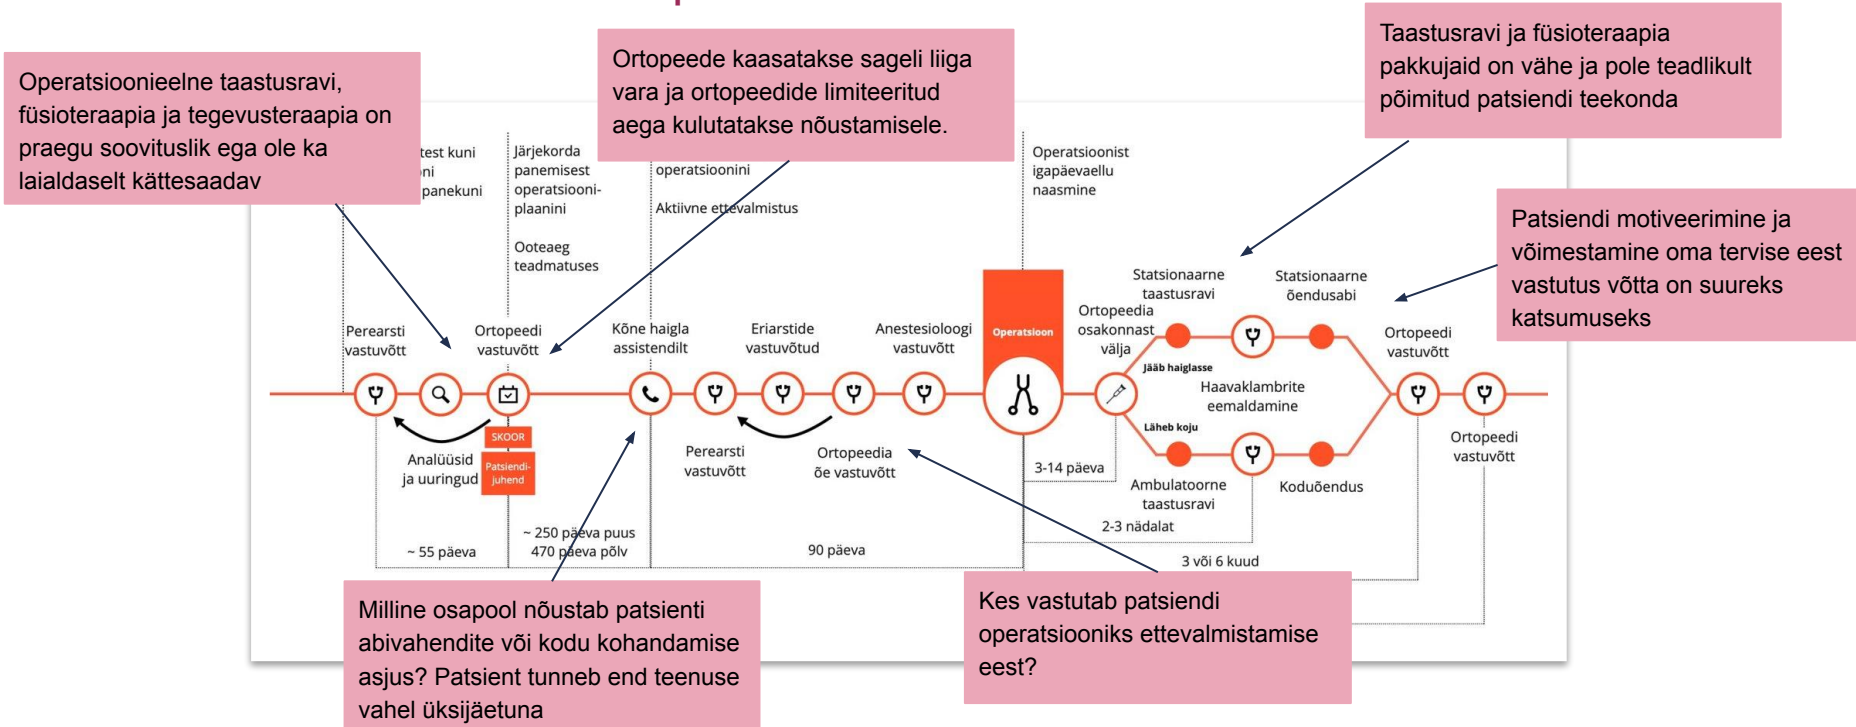 Operatsioonieelne taastusravi,
füsioteraapia ja tegevusteraapia on
praegu soovituslik ega ole ka
laialdaselt kättesaadav
Ortopeede kaasatakse sageli liiga
vara ja ortopeedide limiteeritud
aega kulutatakse nõustamisele.
Taastusravi ja füsioteraapia
pakkujaid on vähe ja pole teadlikult
põimitud patsiendi teekonda
Patsiendi motiveerimine ja
võimestamine oma tervise eest
vastutus võtta on suureks
katsumuseks
test kuni
panekuni
Järjekorda
panemisest
operatsiooni-
plaanini
Ooteaeg
teadmatuses
operatsioonini
Aktiivne ettevalmistus
Operatsioonist
igapäevaellu
naasmine
Perearsti
vastuvõtt
Ortopeedi
vastuvõtt
Kõne haigla
assistendilt
Eriarstide
vastuvõtud
Anestesioloogi
vastuvõtt
Operatsioon
Ortopeedia
osakonnast
välja
Statsionaarne
taastusravi
Statsionaarne
õendusabi
Ortopeedi
vastuvõtt
Jääb haiglasse
Haavaklambrite
eemaldamine
Läheb koju
SKOOR
Patsiendi-
juhend
Analüüsid
ja uuringud
Perearsti
vastuvõtt
Ortopeedia
õe vastuvõtt
Ambulatoorne
taastusravi
Koduõendus
Ortopeedi
vastuvõtt
~ 55 päeva
~ 250 päeva puus
470 päeva põlv
90 päeva
3-14 päeva
2-3 nädalat
3 või 6 kuud
Milline osapool nõustab patsienti
abivahendite või kodu kohandamise
asjus? Patsient tunneb end teenuse
vahel üksijäetuna
Kes vastutab patsiendi
operatsiooniks ettevalmistamise
eest?